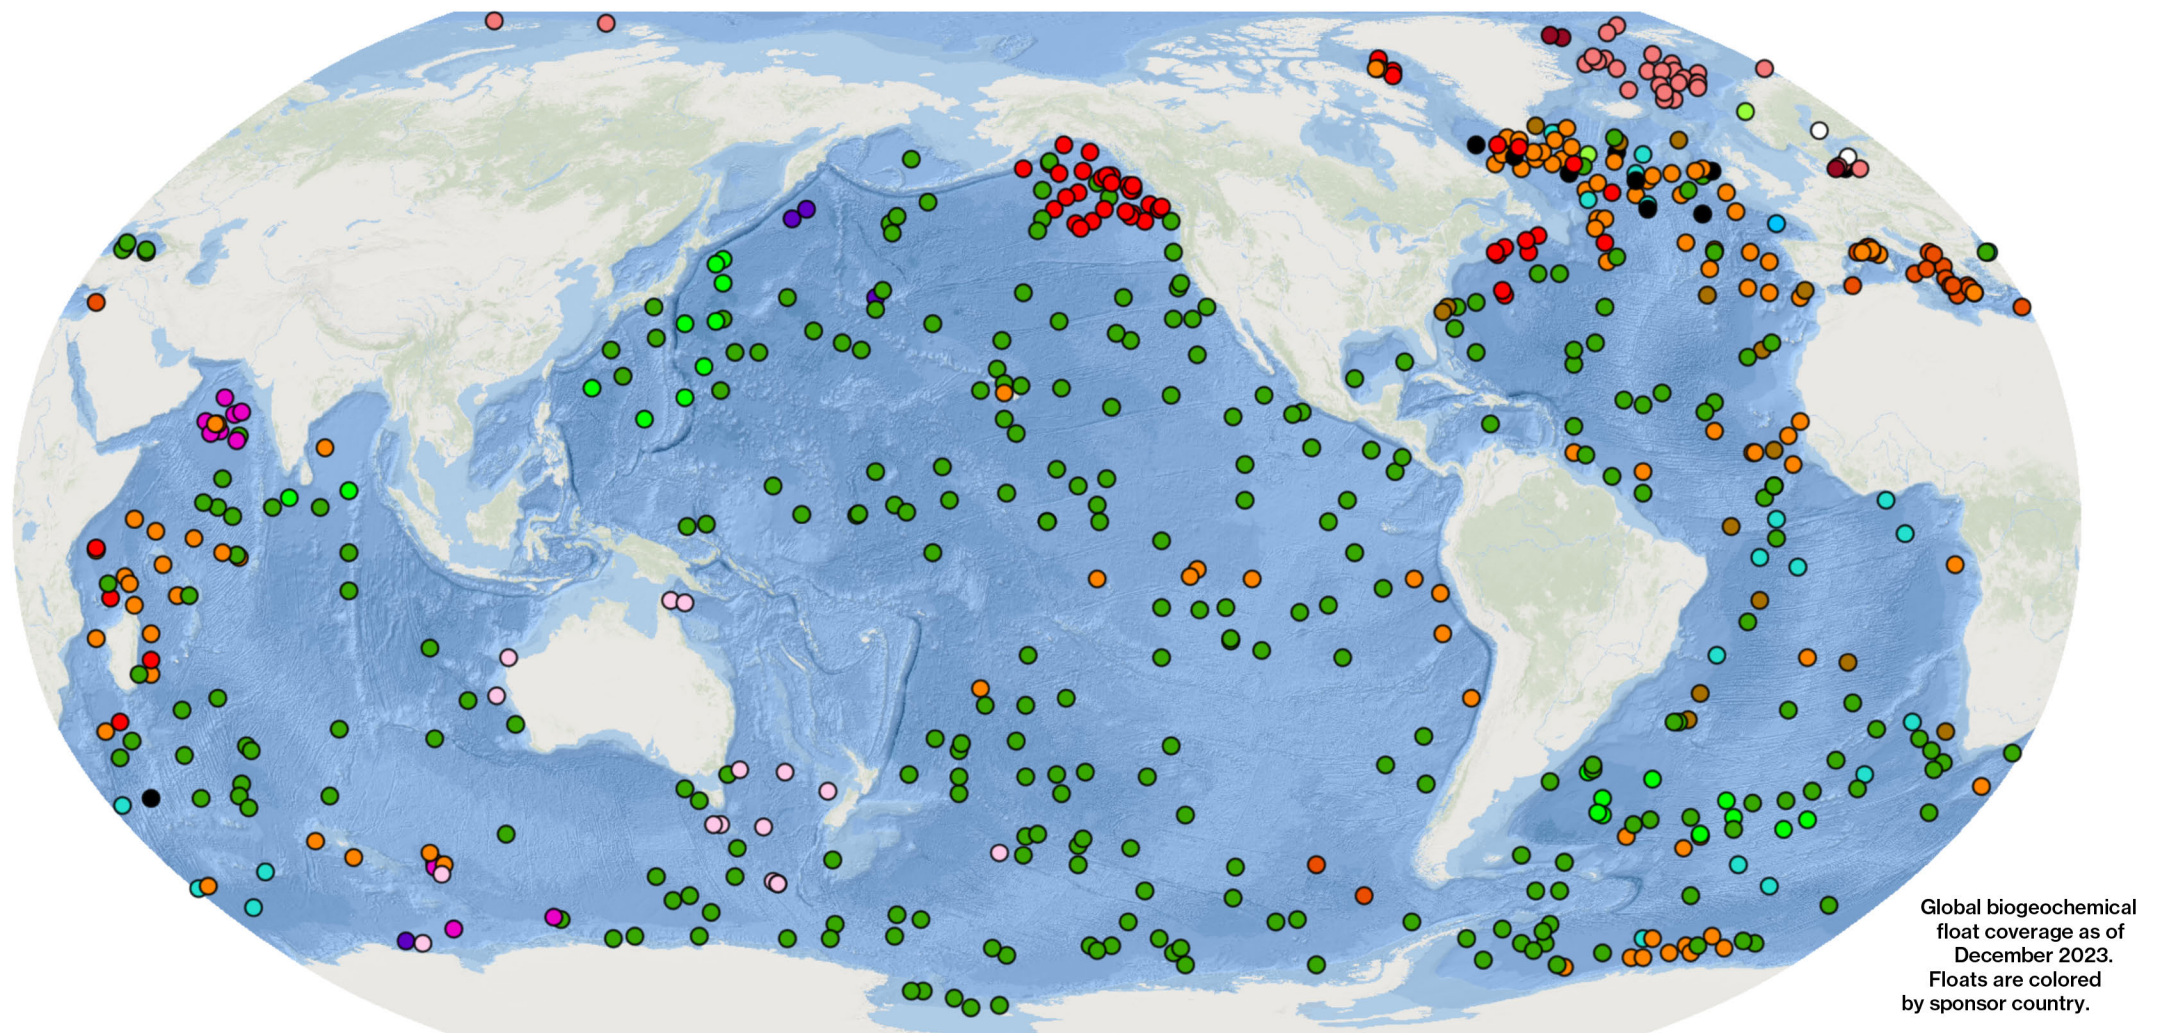 Global biogeochemical
float coverage as of
December 2023.
Floats are colored
by sponsor country.